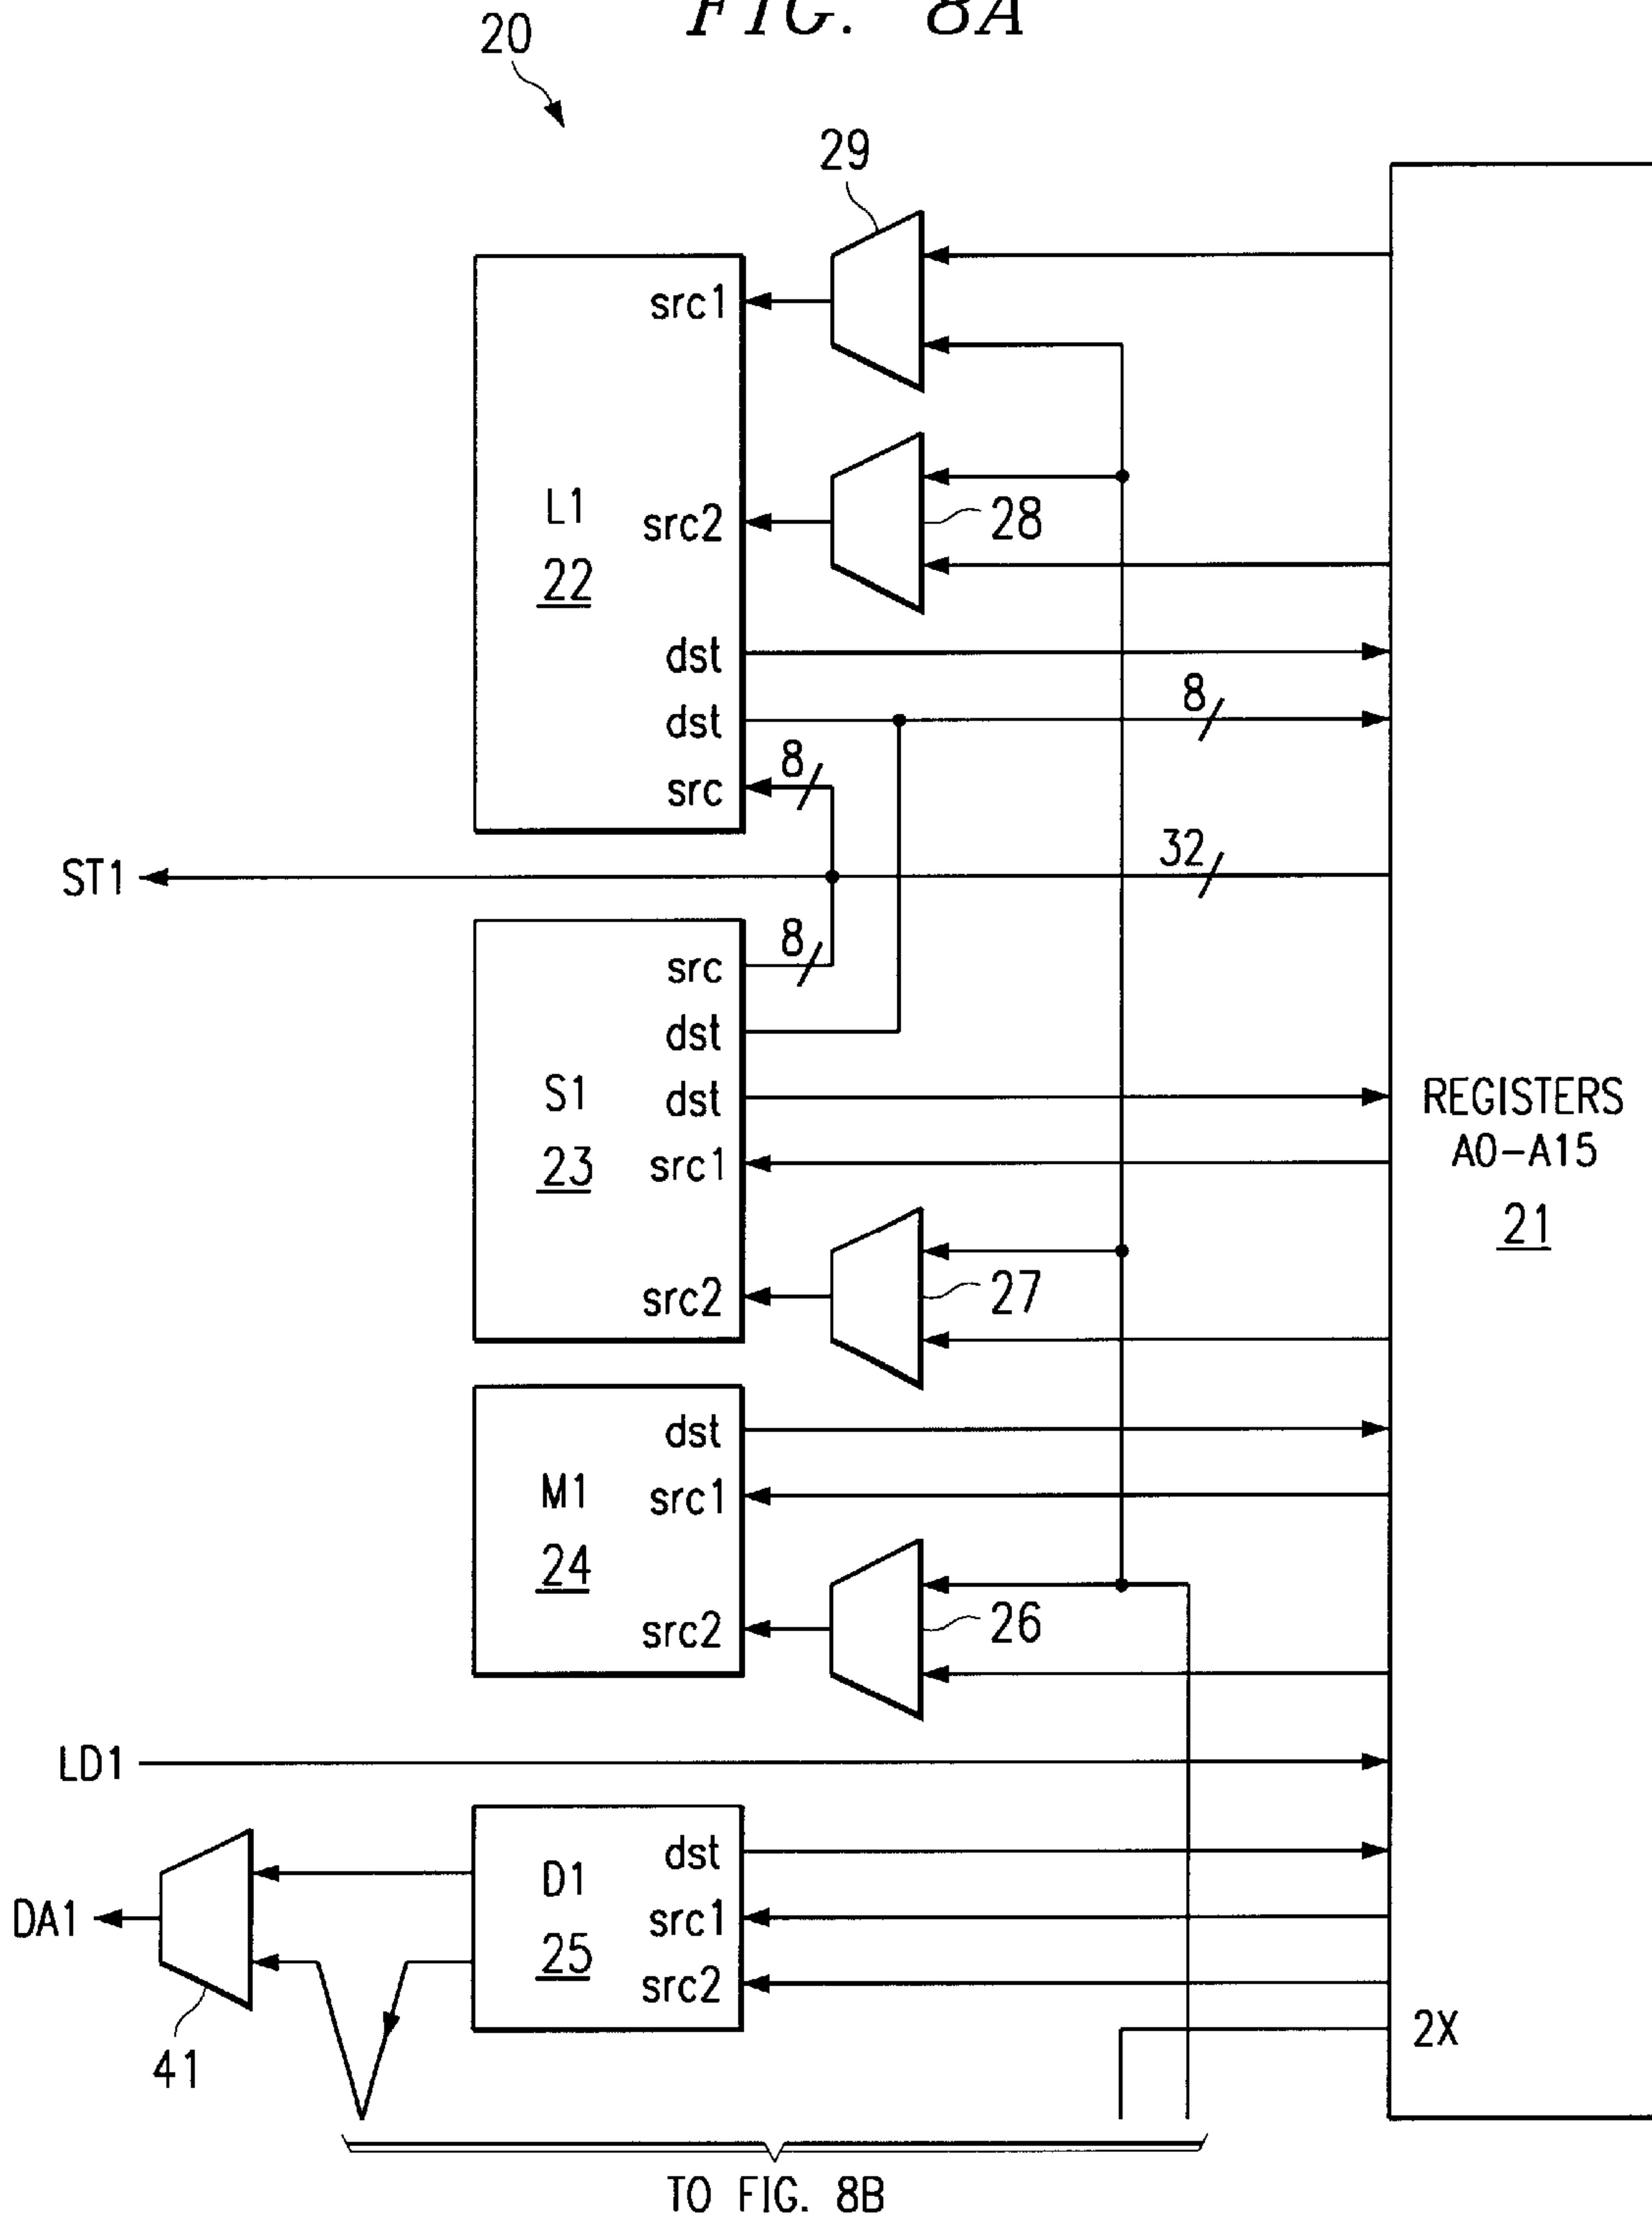 FIG. 8A
20
29
src1
L1
22
src2
28
dst
dst
8
src
8
ST1
32
src
8
dst
S1
23
dst
src1
REGISTERS
A0-A15
21
src2
27
dst
M1
24
src1
src2
26
LD1
dst
D1
25
DA1
src1
src2
2X
41
TO FIG. 8B